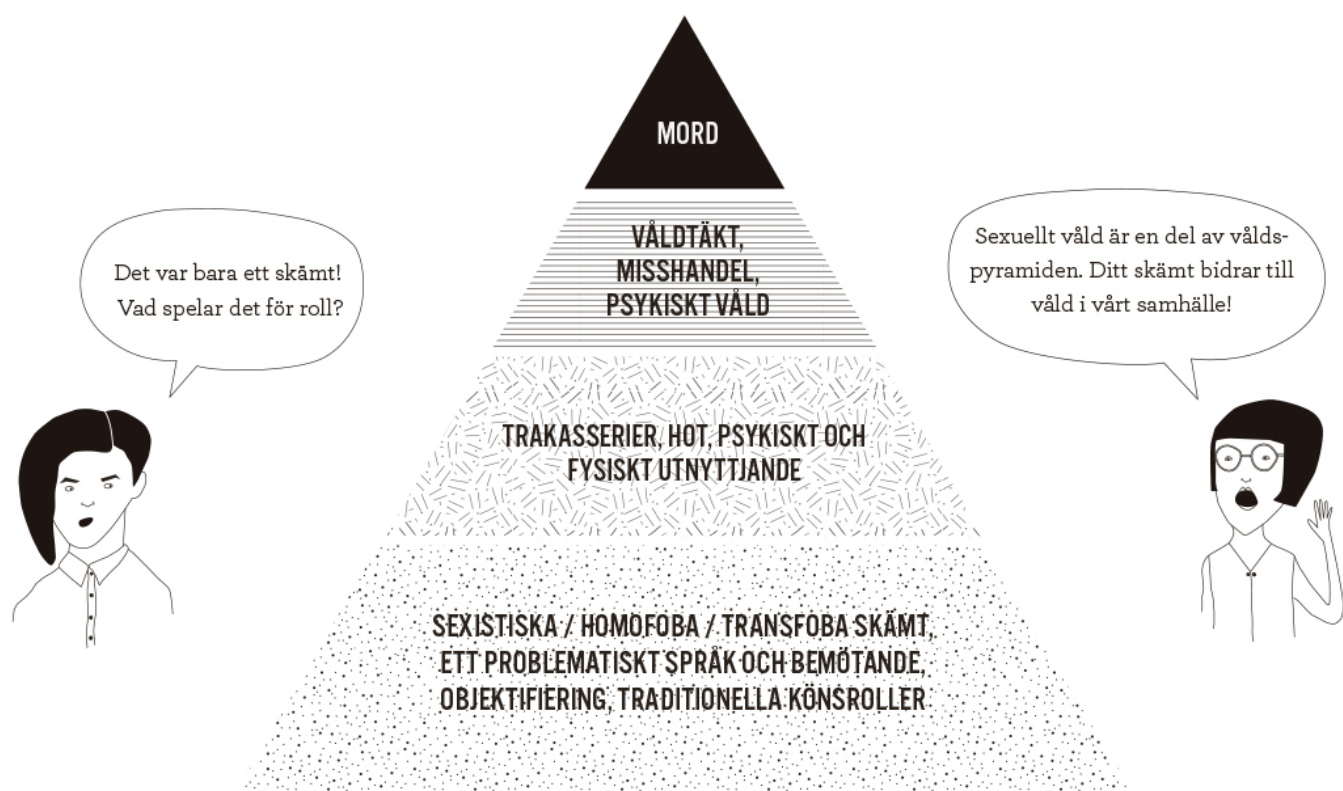 MORD
VÅLDTÄKT,
MISSHANDEL,
PSYKISKT VÅLD
Det var bara ett skämt!
Vad spelar det för roll?
Sexuellt våld är en del av vålds-
pyramiden. Ditt skämt bidrar till
våld i vårt samhälle!
TRAKASSERIER, HOT, PSYKISKT OCH
FYSISKT UTNYTTJANDE
SEXISTISKA / HOMOFOBA / TRANSFOBA SKÄMT,
ETT PROBLEMATISKT SPRÅK OCH BEMÖTANDE,
OBJEKTIFIERING, TRADITIONELLA KÖNSROLLER